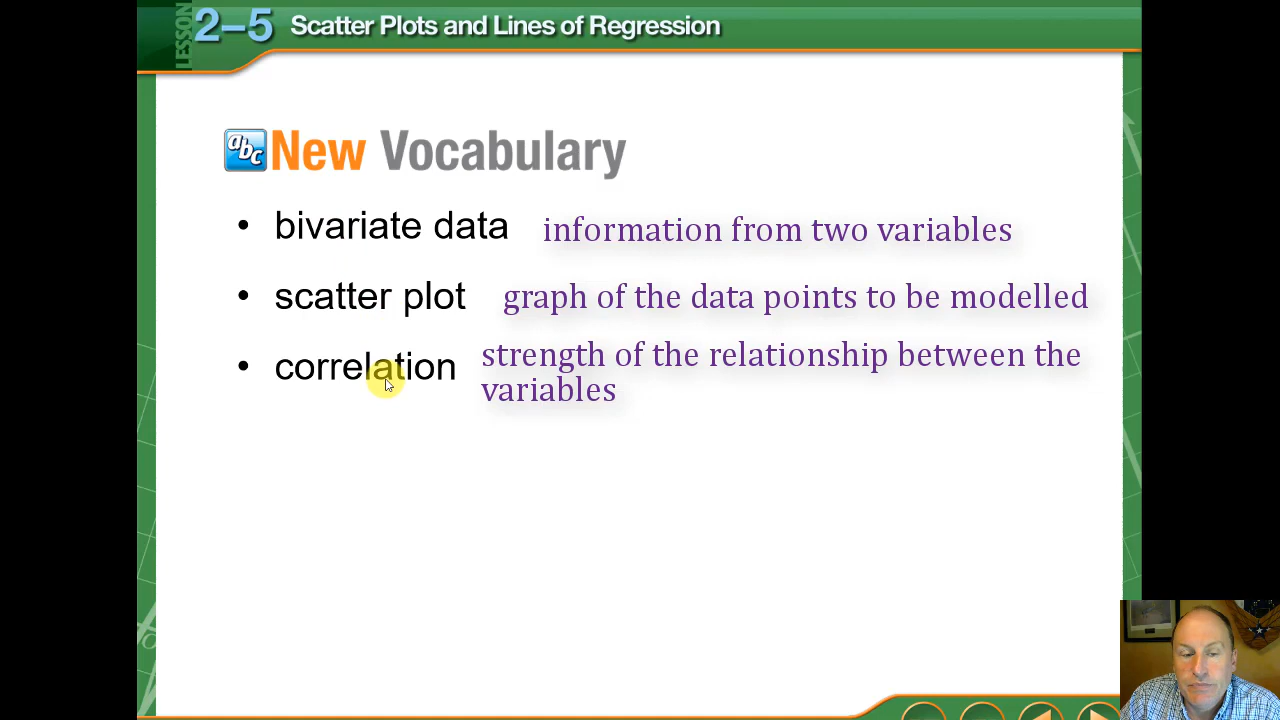 LESSON 2–5 Scatter Plots and Lines of Regression
abc New Vocabulary
• bivariate data information from two variables
• scatter plot graph of the data points to be modelled
• correlation strength of the relationship between the
variables